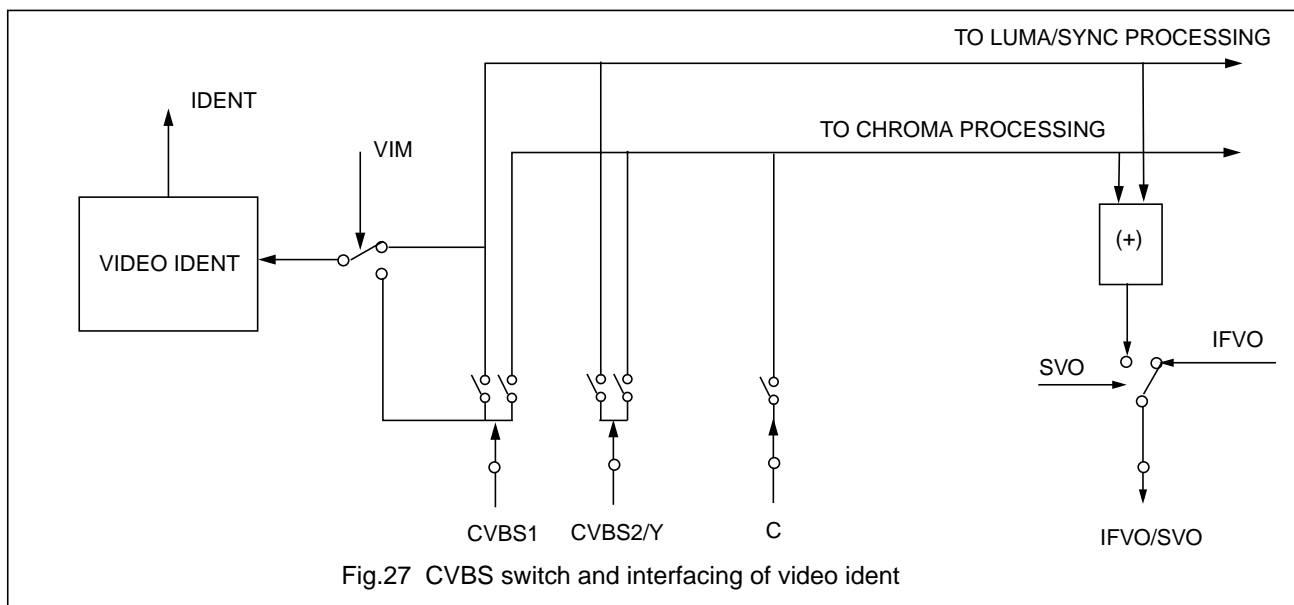 TO LUMA/SYNC PROCESSING
IDENT
TO CHROMA PROCESSING
VIM
VIDEO IDENT
(+)
IFVO
SVO
CVBS1
CVBS2/Y
C
IFVO/SVO
Fig.27 CVBS switch and interfacing of video ident